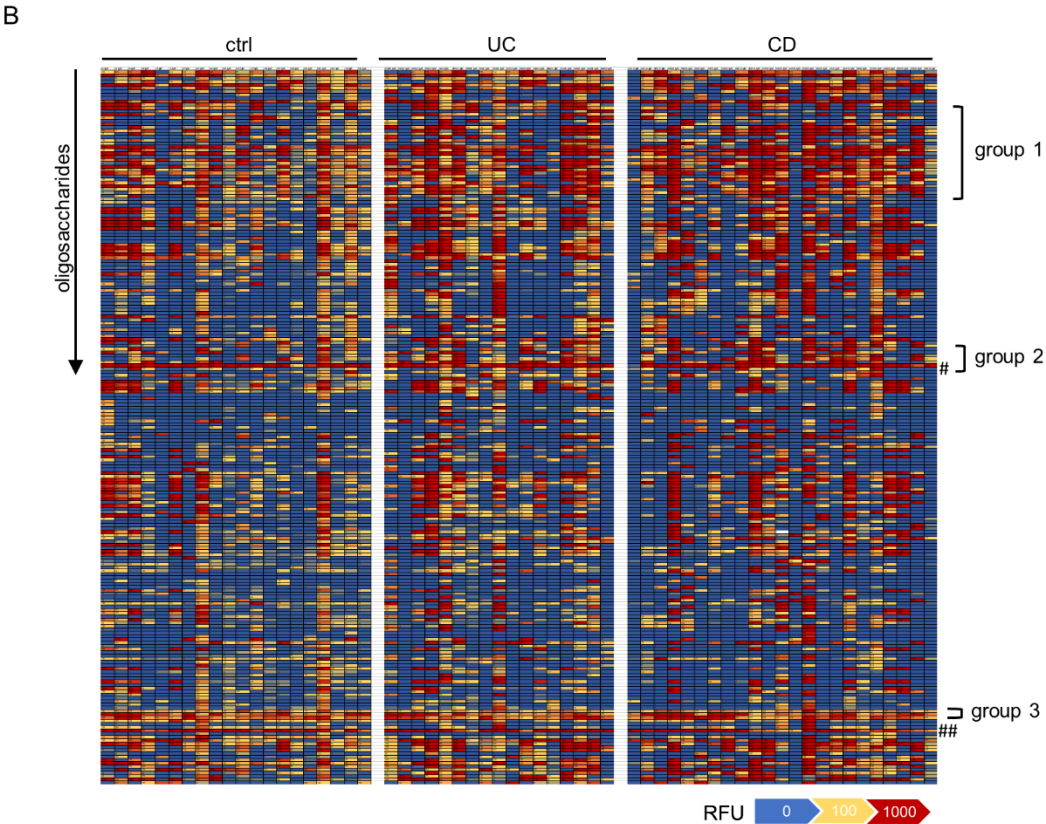 B
ctrl UC CD
oligosaccharides
group 1
group 2
#
group 3
##
RFU 0 100 1000